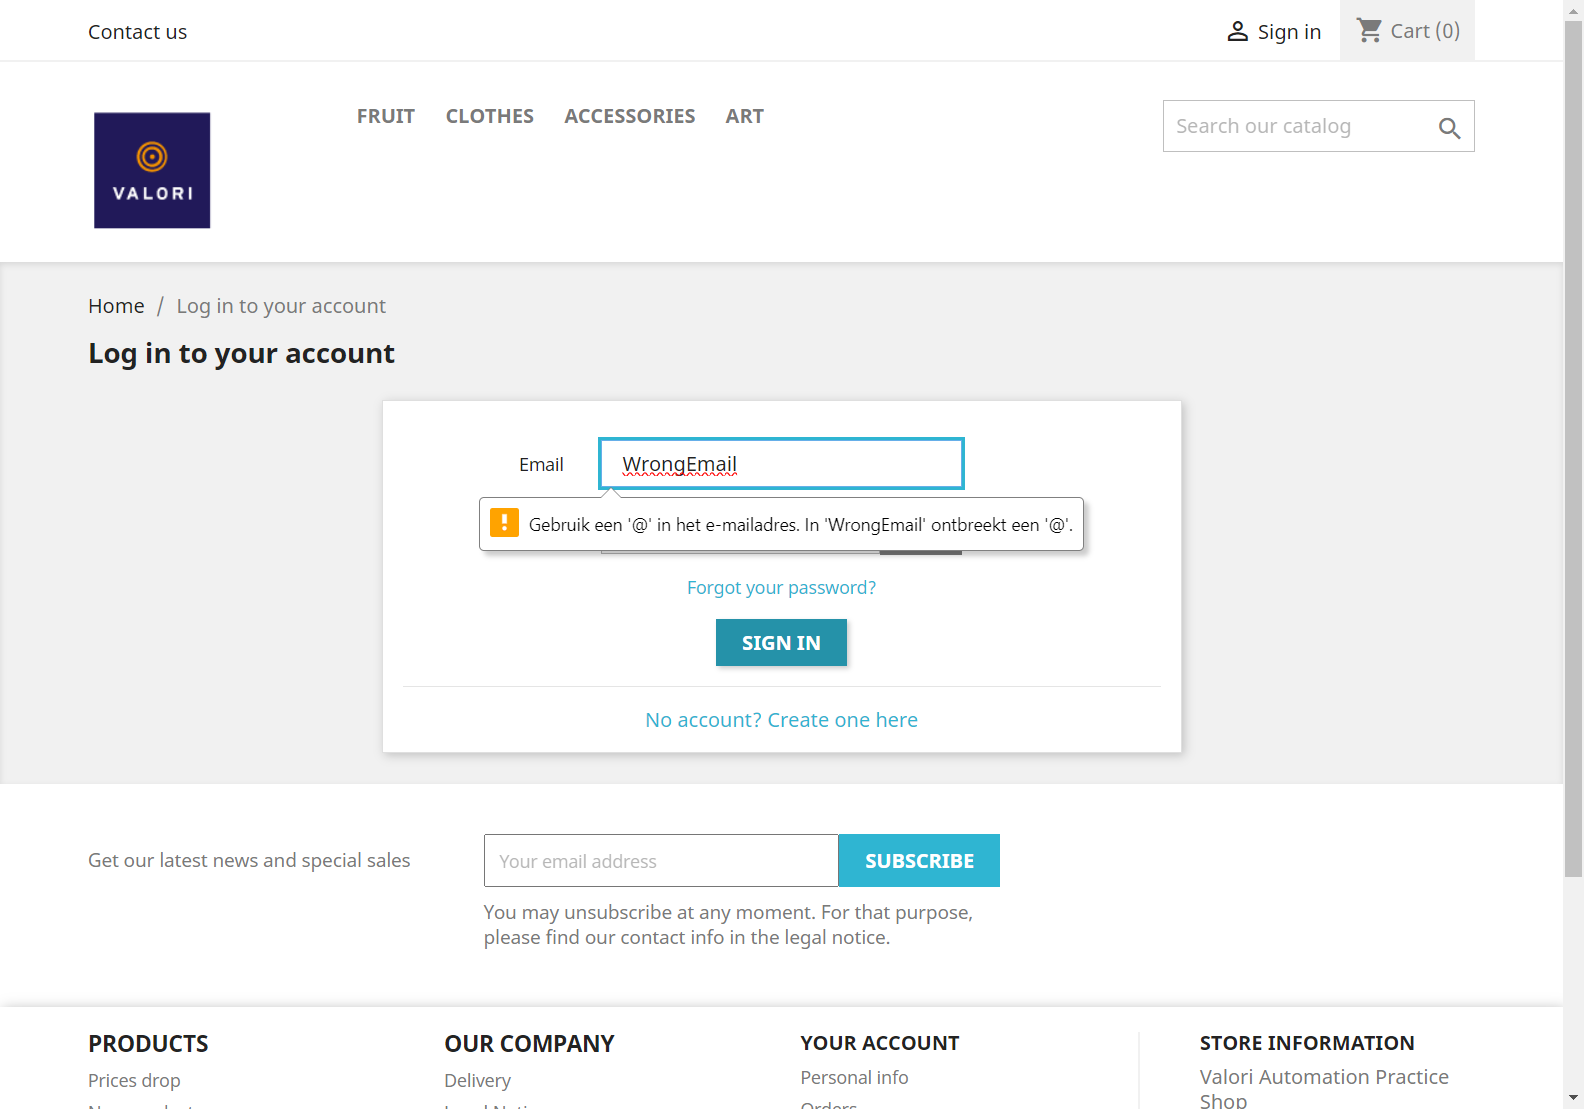 Contact us
Sign in
Cart (0)
VALORI
FRUIT CLOTHES ACCESSORIES ART
Search our catalog
Home / Log in to your account
Log in to your account
Email
WrongEmail
Gebruik een '@' in het e-mailadres. In 'WrongEmail' ontbreekt een '@'.
Forgot your password?
SIGN IN
No account? Create one here
Get our latest news and special sales
Your email address
SUBSCRIBE
You may unsubscribe at any moment. For that purpose,
please find our contact info in the legal notice.
PRODUCTS
Prices drop
OUR COMPANY
Delivery
YOUR ACCOUNT
Personal info
Orders
STORE INFORMATION
Valori Automation Practice
Shop